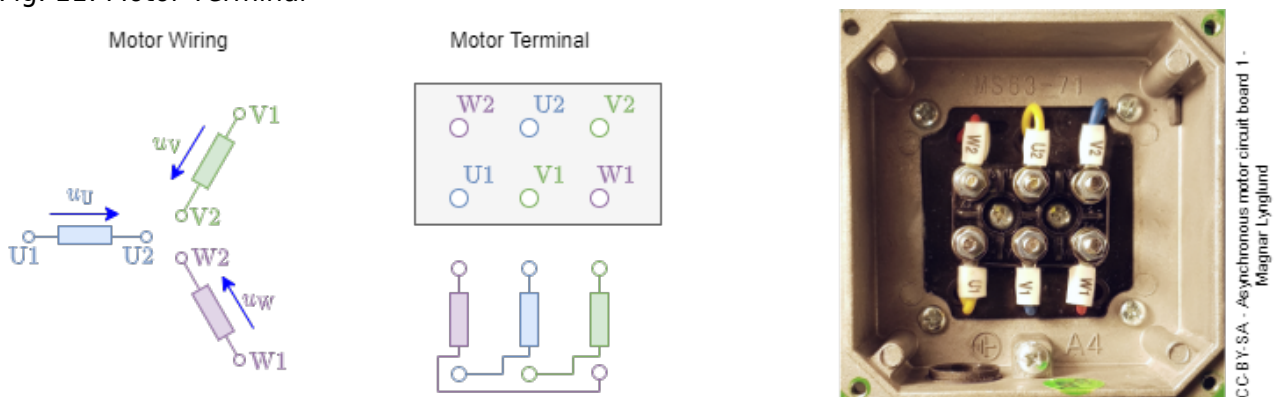 Fig. 11: Motor Terminal
Motor Wiring
V1
uV
V2
uU
U1
U2
W2
uW
W1
Motor Terminal
W2 U2 V2
U1 V1 W1
MS63-71
W2 U2 V2
U1 V1 W1
A4
CC-BY-SA - Asynchronous motor circuit board 1 -
Magnar Lynglund